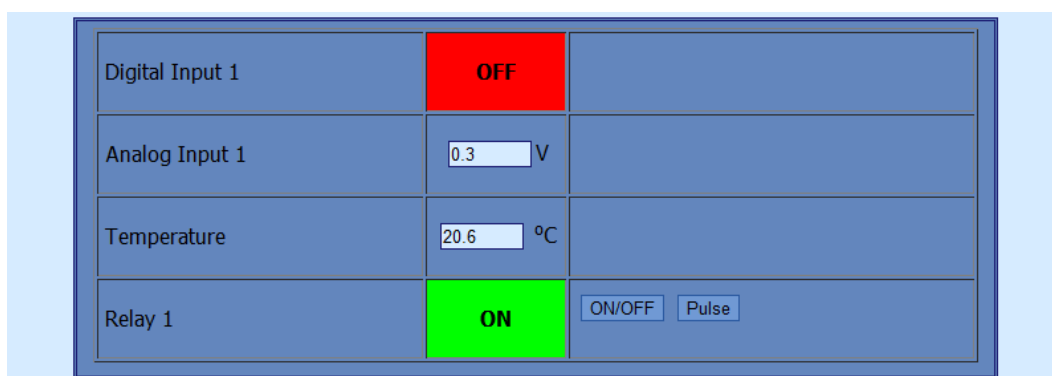 Digital Input 1 OFF
Analog Input 1 0.3 V
Temperature 20.6 ºC
Relay 1 ON ON/OFF Pulse